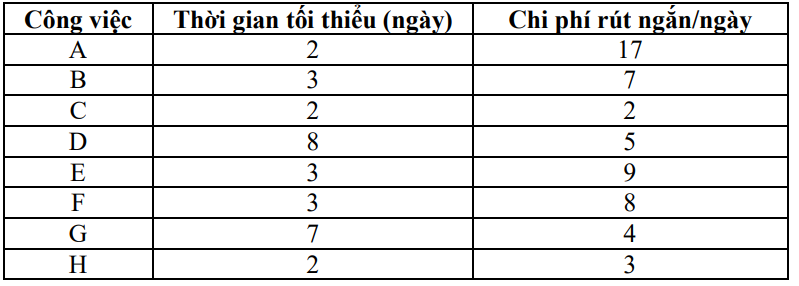 Công việc Thời gian tối thiểu (ngày) Chi phí rút ngắn/ngày
A 2 17
B 3 7
C 2 2
D 8 5
E 3 9
F 3 8
G 7 4
H 2 3